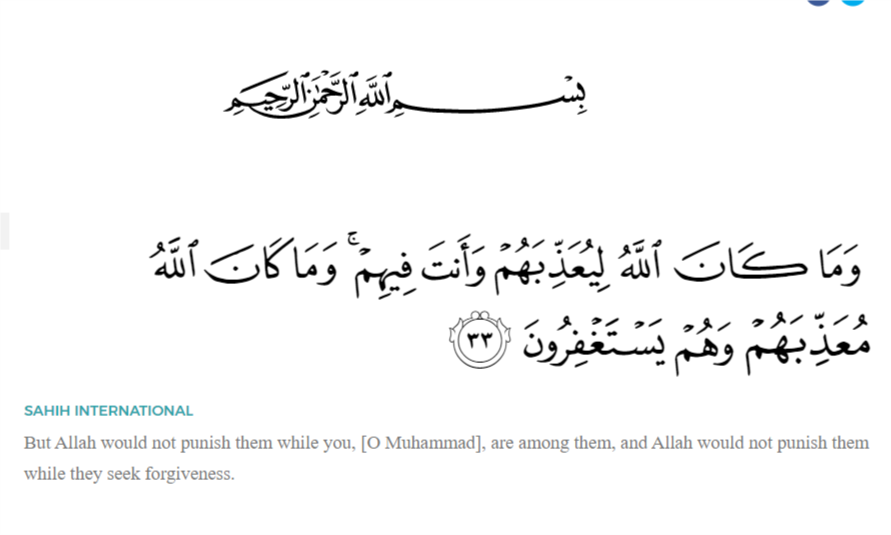 بِسْمِ ٱللَّهِ ٱلرَّحْمَٰنِ ٱلرَّحِيمِ
وَمَا كَانَ ٱللَّهُ لِيُعَذِّبَهُمْ وَأَنتَ فِيهِمْ ۚ وَمَا كَانَ ٱللَّهُ
مُعَذِّبَهُمْ وَهُمْ يَسْتَغْفِرُونَ ٣٣
SAHIH INTERNATIONAL
But Allah would not punish them while you, [O Muhammad], are among them, and Allah would not punish them
while they seek forgiveness.